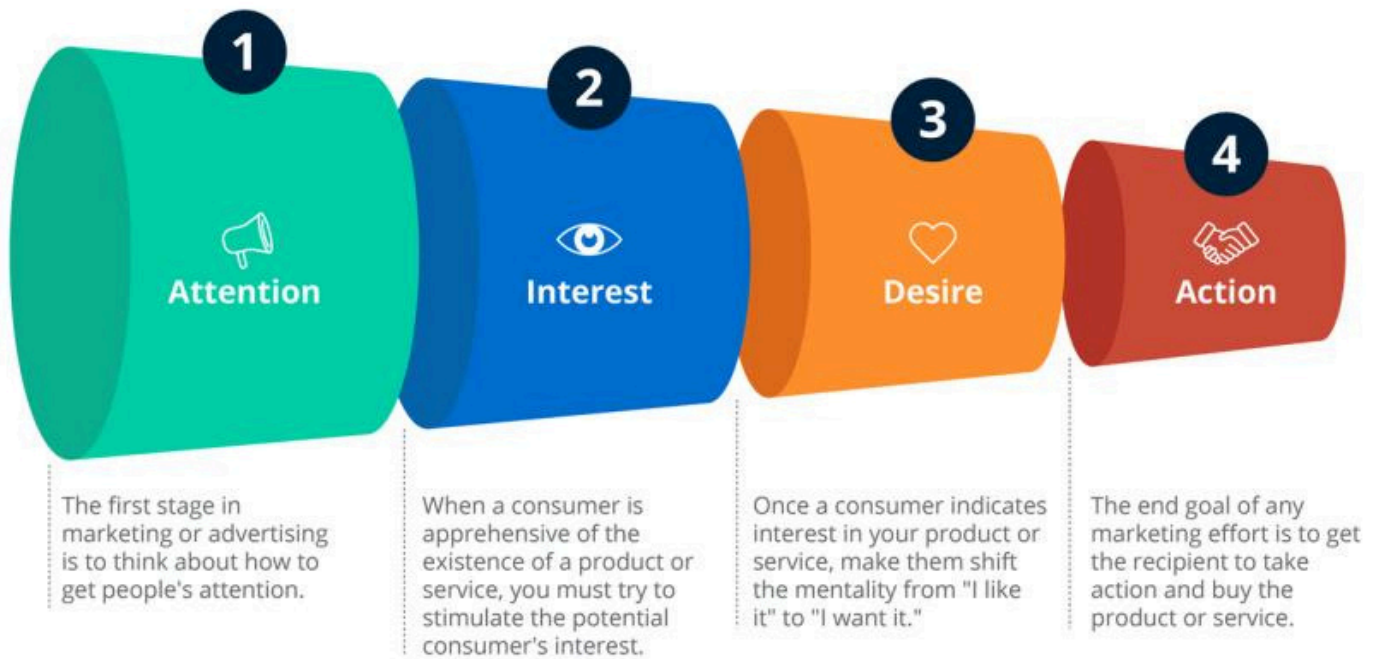 1
Attention
The first stage in
marketing or advertising
is to think about how to
get people's attention.
2
Interest
When a consumer is
apprehensive of the
existence of a product or
service, you must try to
stimulate the potential
consumer's interest.
3
Desire
Once a consumer indicates
interest in your product or
service, make them shift
the mentality from "I like
it" to "I want it."
4
Action
The end goal of any
marketing effort is to get
the recipient to take
action and buy the
product or service.